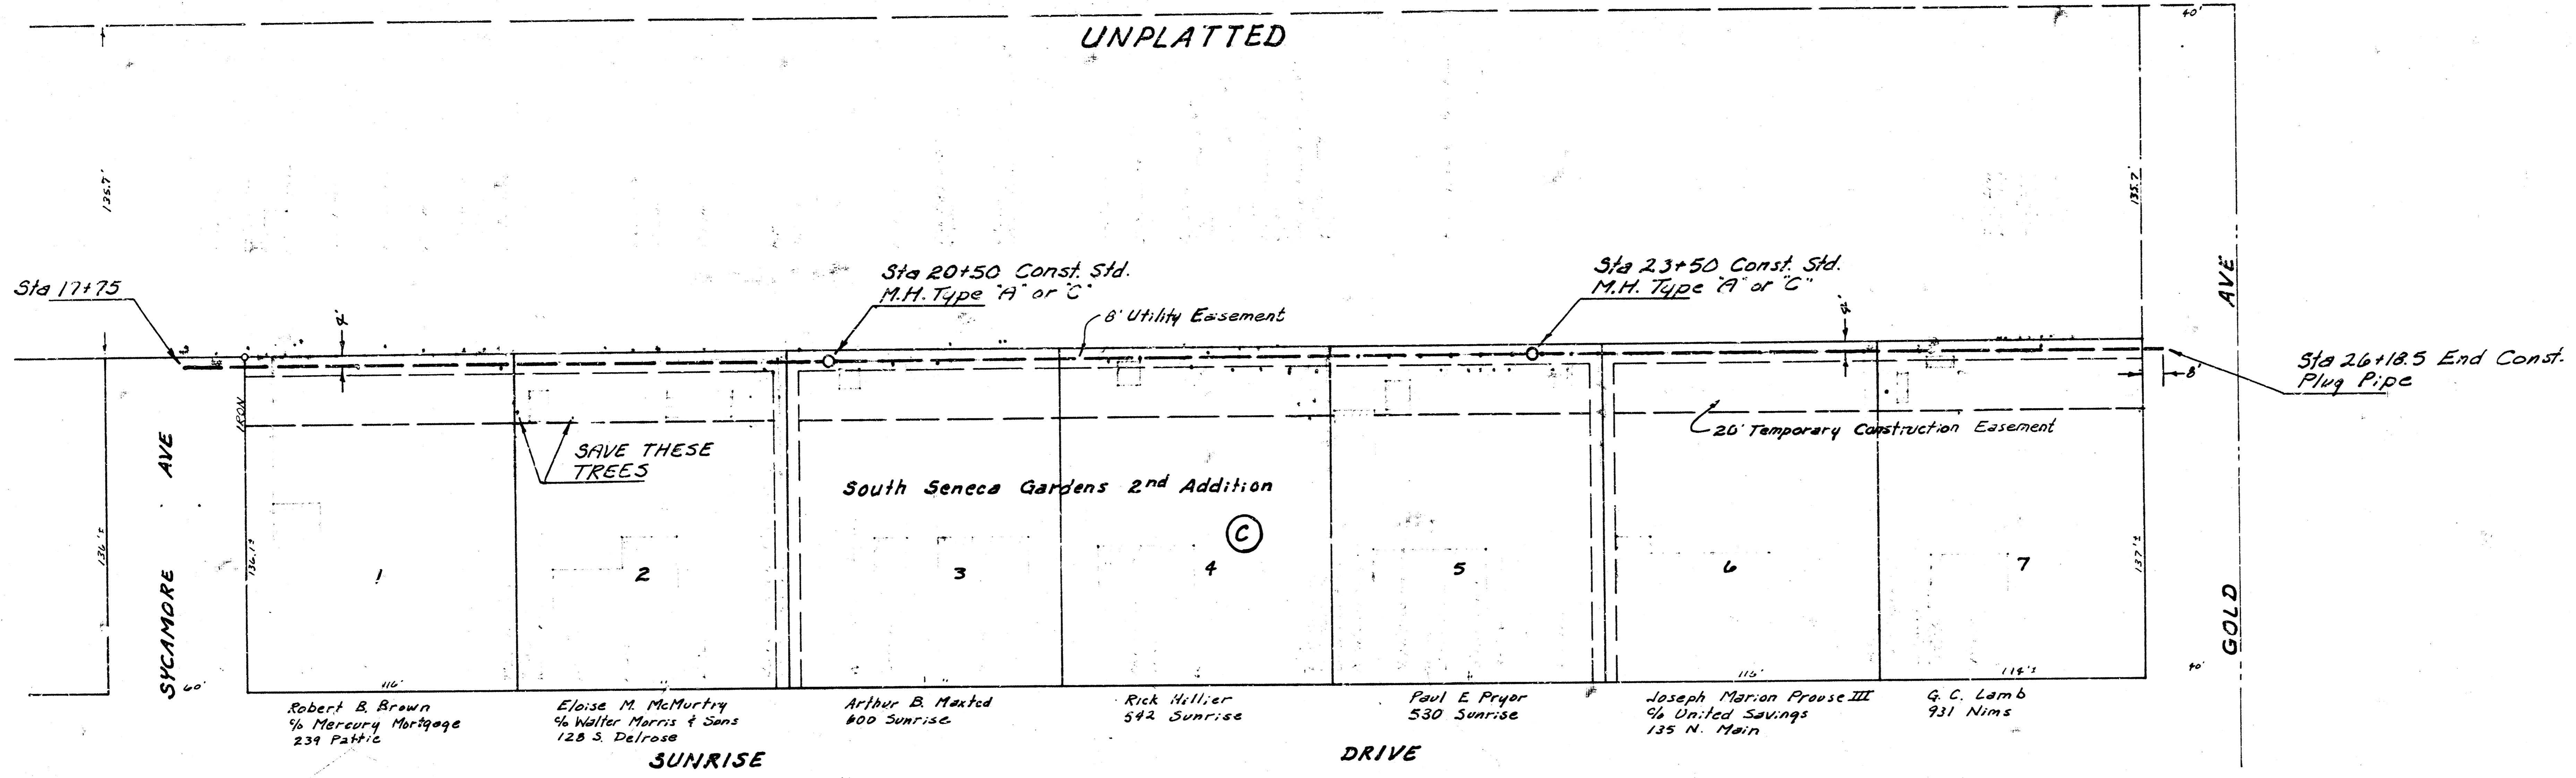 UNPLATTED
40'
135.7'
135.7'
Sta 17+75
Sta 20+50 Const. Std.
M.H. Type "A" or "C"
Sta 23+50 Const. Std.
M.H. Type "A" or "C"
8' Utility Easement
4'
4'
AVE
Sta 26+18.5 End Const.
Plug Pipe
8'
IRON
20' Temporary Construction Easement
SAVE THESE
TREES
AVE
South Seneca Gardens 2nd Addition
C
136'±
136.13
137'±
1
2
3
4
5
6
7
SYCAMORE
GOLD
60'
116'
116'
114'±
40'
Robert B. Brown
c/o Mercury Mortgage
239 Pattie
Eloise M. McMurtry
c/o Walter Morris & Sons
128 S. Delrose
Arthur B. Maxted
600 Sunrise
Rick Hillier
542 Sunrise
Paul E Pryor
530 Sunrise
Joseph Marion Prouse III
c/o United Savings
135 N. Main
G. C. Lamb
931 Nims
SUNRISE
DRIVE